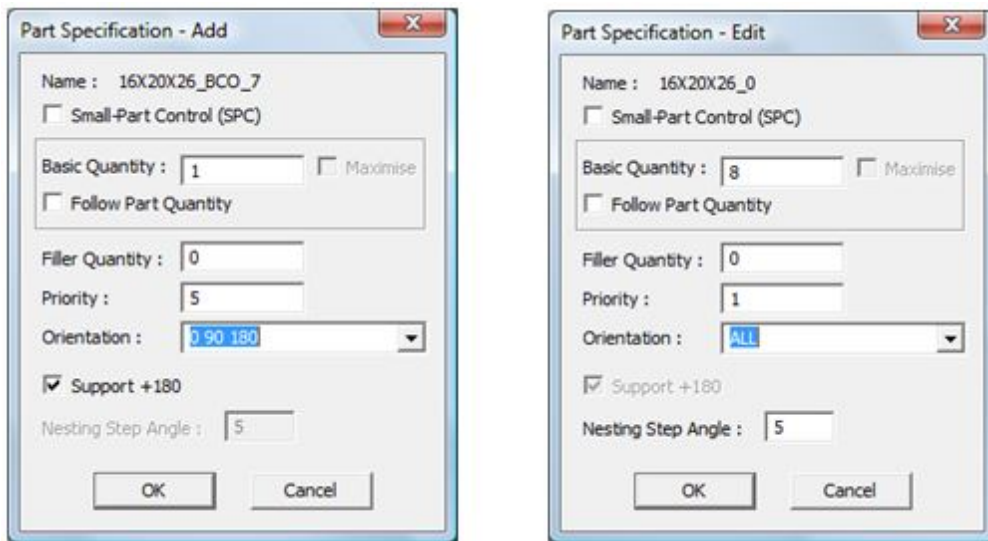 Part Specification - Add
Name : 16X20X26_BCO_7
Small-Part Control (SPC)
Basic Quantity : 1 Maximise
Follow Part Quantity
Filler Quantity : 0
Priority : 5
Orientation : 0 90 180
Support +180
Nesting Step Angle : 5
OK Cancel
Part Specification - Edit
Name : 16X20X26_0
Small-Part Control (SPC)
Basic Quantity : 8 Maximise
Follow Part Quantity
Filler Quantity : 0
Priority : 1
Orientation : ALL
Support +180
Nesting Step Angle : 5
OK Cancel